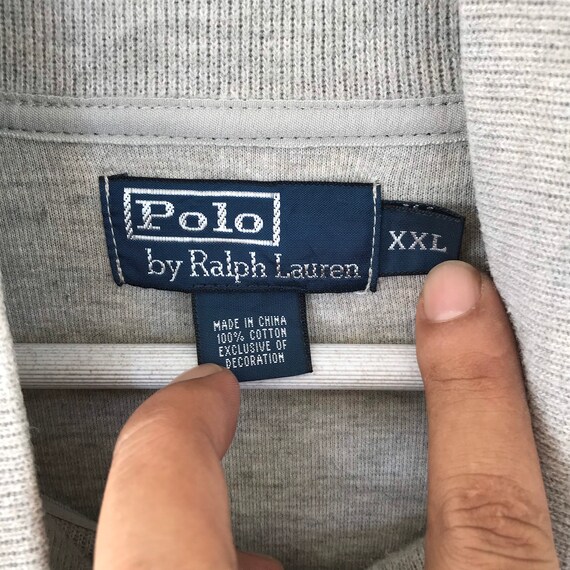 Polo
by Ralph Lauren
XXL
MADE IN CHINA
100% COTTON
EXCLUSIVE OF
DECORATION